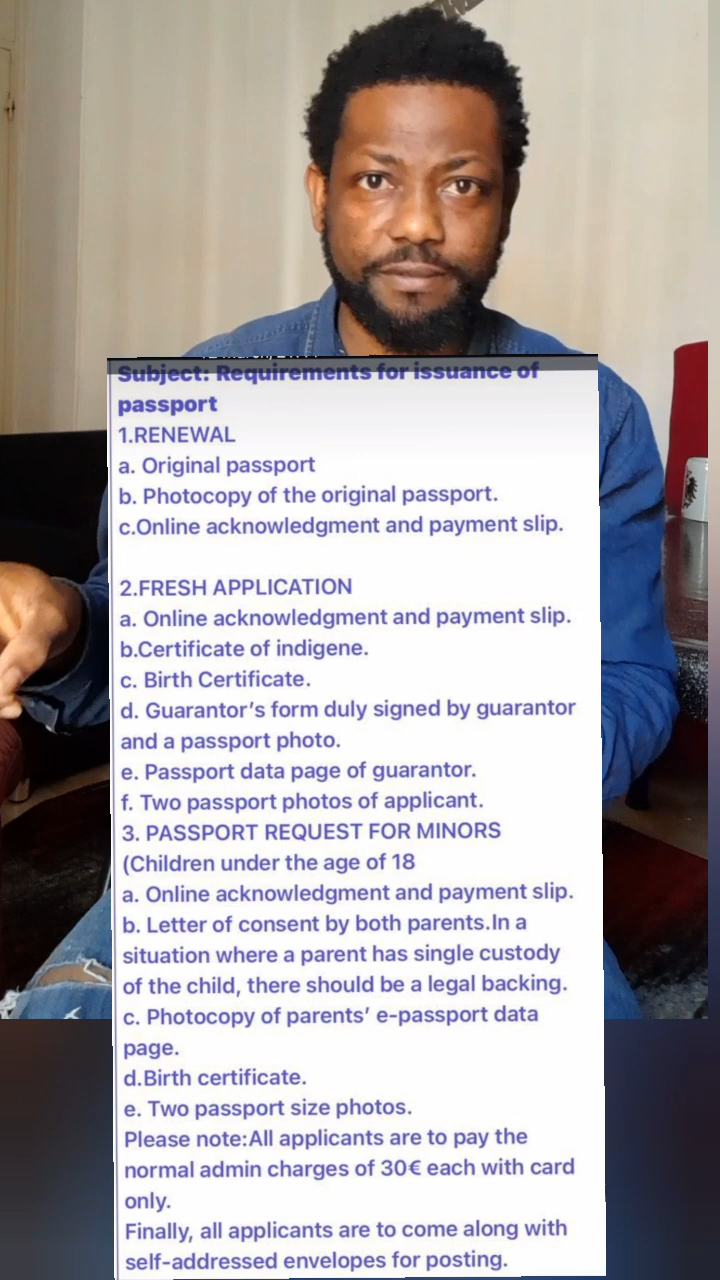 Subject: Requirements for issuance of
passport
1.RENEWAL
a. Original passport
b. Photocopy of the original passport.
c.Online acknowledgment and payment slip.
2.FRESH APPLICATION
a. Online acknowledgment and payment slip.
b.Certificate of indigene.
c. Birth Certificate.
d. Guarantor’s form duly signed by guarantor
and a passport photo.
e. Passport data page of guarantor.
f. Two passport photos of applicant.
3. PASSPORT REQUEST FOR MINORS
(Children under the age of 18
a. Online acknowledgment and payment slip.
b. Letter of consent by both parents.In a
situation where a parent has single custody
of the child, there should be a legal backing.
c. Photocopy of parents’ e-passport data
page.
d.Birth certificate.
e. Two passport size photos.
Please note:All applicants are to pay the
normal admin charges of 30€ each with card
only.
Finally, all applicants are to come along with
self-addressed envelopes for posting.